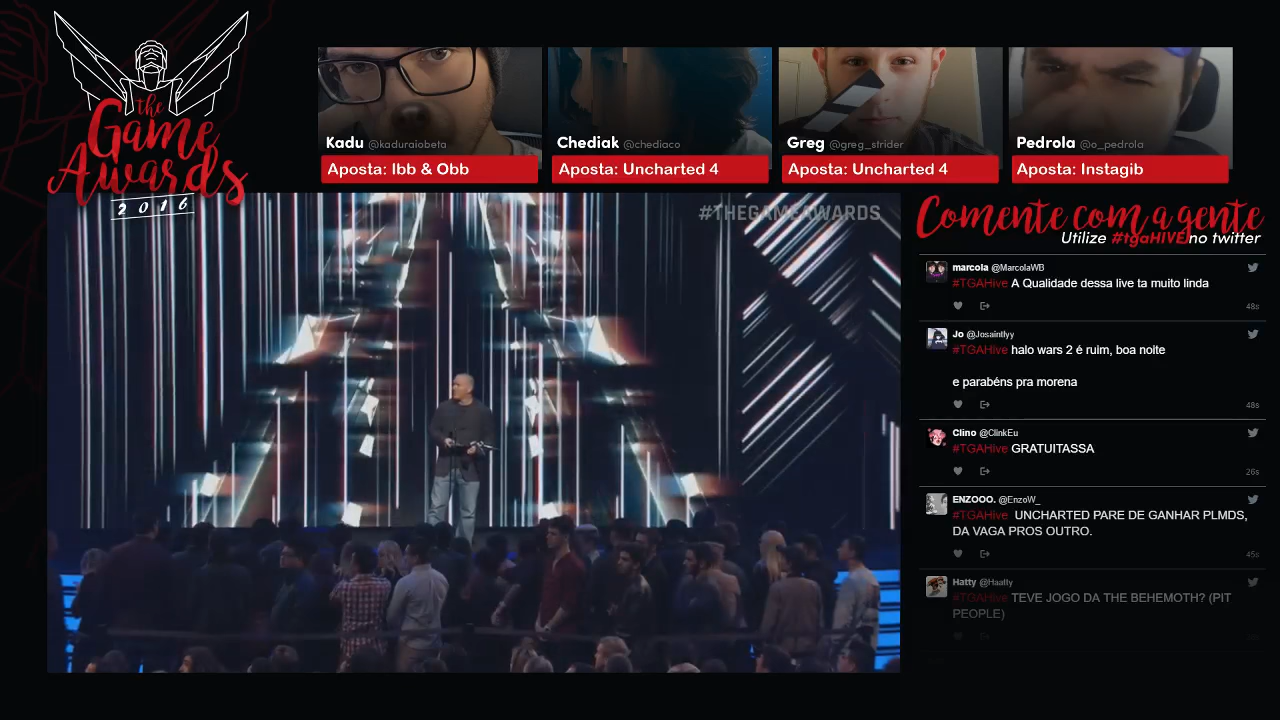 the
Game
Awards
2016
Kadu @kaduraiobeta
Aposta: Ibb & Obb
Chediak @chediaco
Aposta: Uncharted 4
Greg @greg_strider
Aposta: Uncharted 4
Pedrola @o_pedrola
Aposta: Instagib
#THEGAMEAWARDS
Comente com a gente
Utilize #tgaHIVE no twitter
marcola @MarcolaWB
#TGAHive A Qualidade dessa live ta muito linda
48s
Jo @Josaintlyy
#TGAHive halo wars 2 é ruim, boa noite
e parabéns pra morena
48s
Clino @ClinkEu
#TGAHive GRATUITASSA
26s
ENZOOO. @EnzoW_
#TGAHive UNCHARTED PARE DE GANHAR PLMDS,
DA VAGA PROS OUTRO.
45s
Hatty @Haatty
#TGAHive TEVE JOGO DA THE BEHEMOTH? (PIT
PEOPLE)